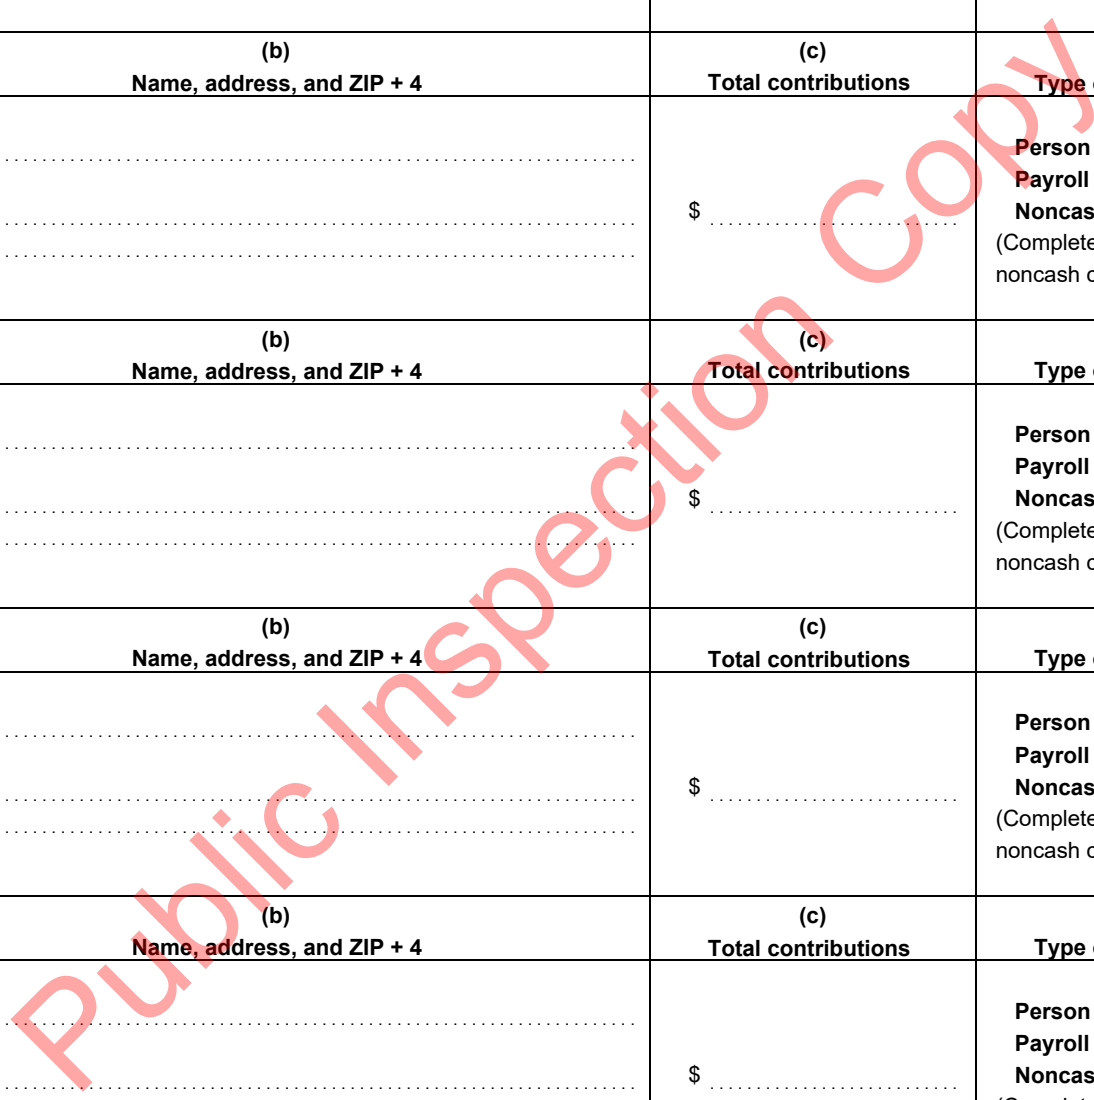 (b) (c)
Name, address, and ZIP + 4 Total contributions Type
Person
Payroll
$ Noncas
(Complete
noncash
(b) (c)
Name, address, and ZIP + 4 Total contributions Type
Person
Payroll
$ Noncas
(Complete
noncash
(b) (c)
Name, address, and ZIP + 4 Total contributions Type
Person
Payroll
$ Noncas
(Complete
noncash
(b) (c)
Name, address, and ZIP + 4 Total contributions Type
Person
Payroll
$ Noncas
Public Inspection Copy